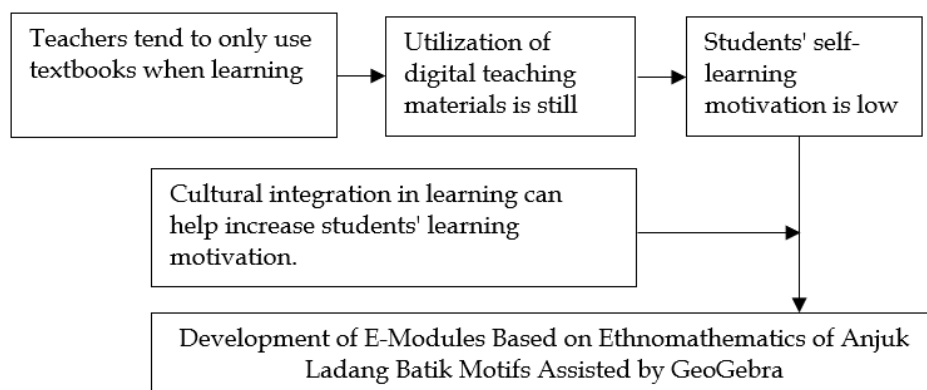 Teachers tend to only use
textbooks when learning
Utilization of
digital teaching
materials is still
Students' self-
learning
motivation is low
Cultural integration in learning can
help increase students' learning
motivation.
Development of E-Modules Based on Ethnomathematics of Anjuk
Ladang Batik Motifs Assisted by GeoGebra